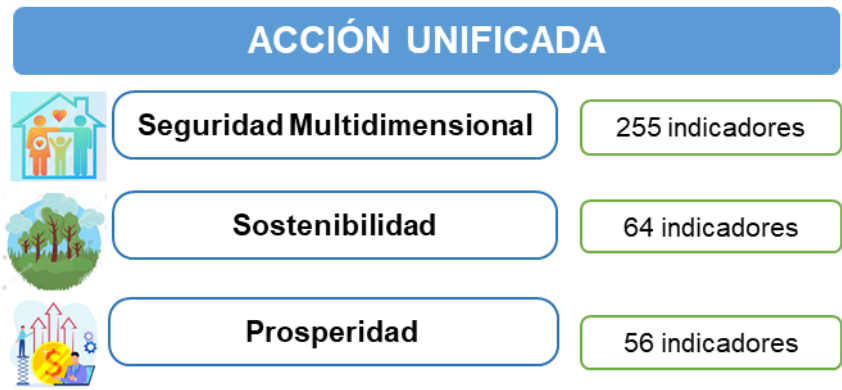 ACCIÓN UNIFICADA
Seguridad Multidimensional
255 indicadores
Sostenibilidad
64 indicadores
Prosperidad
56 indicadores